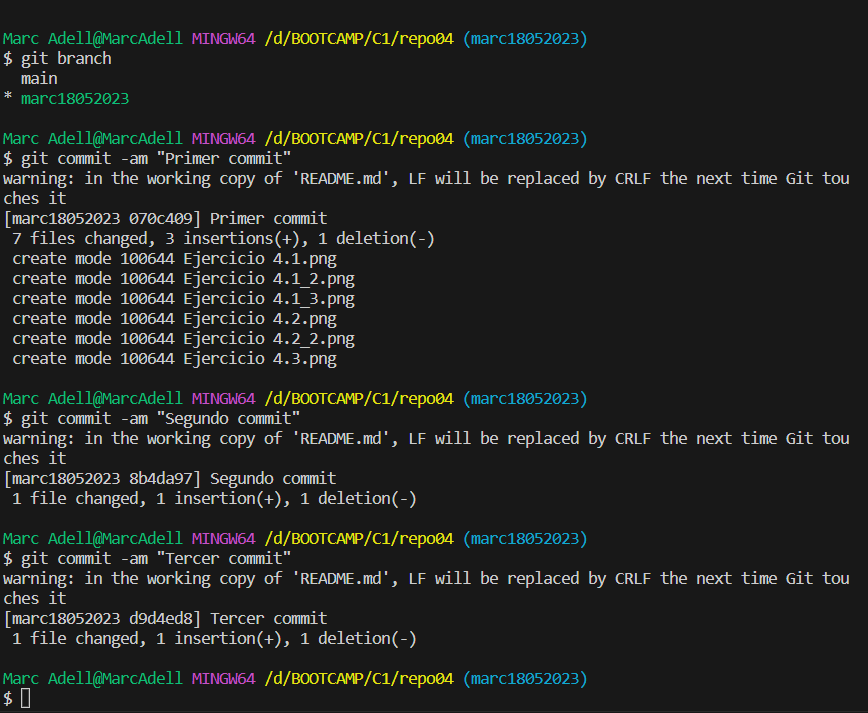 Marc Adell@MarcAdell MINGW64 /d/BOOTCAMP/C1/repo04 (marc18052023)
$ git branch
  main
* marc18052023

Marc Adell@MarcAdell MINGW64 /d/BOOTCAMP/C1/repo04 (marc18052023)
$ git commit -am "Primer commit"
warning: in the working copy of 'README.md', LF will be replaced by CRLF the next time Git tou
ches it
[marc18052023 070c409] Primer commit
 7 files changed, 3 insertions(+), 1 deletion(-)
 create mode 100644 Ejercicio 4.1.png
 create mode 100644 Ejercicio 4.1_2.png
 create mode 100644 Ejercicio 4.1_3.png
 create mode 100644 Ejercicio 4.2.png
 create mode 100644 Ejercicio 4.2_2.png
 create mode 100644 Ejercicio 4.3.png

Marc Adell@MarcAdell MINGW64 /d/BOOTCAMP/C1/repo04 (marc18052023)
$ git commit -am "Segundo commit"
warning: in the working copy of 'README.md', LF will be replaced by CRLF the next time Git tou
ches it
[marc18052023 8b4da97] Segundo commit
 1 file changed, 1 insertion(+), 1 deletion(-)

Marc Adell@MarcAdell MINGW64 /d/BOOTCAMP/C1/repo04 (marc18052023)
$ git commit -am "Tercer commit"
warning: in the working copy of 'README.md', LF will be replaced by CRLF the next time Git tou
ches it
[marc18052023 d9d4ed8] Tercer commit
 1 file changed, 1 insertion(+), 1 deletion(-)

Marc Adell@MarcAdell MINGW64 /d/BOOTCAMP/C1/repo04 (marc18052023)
$